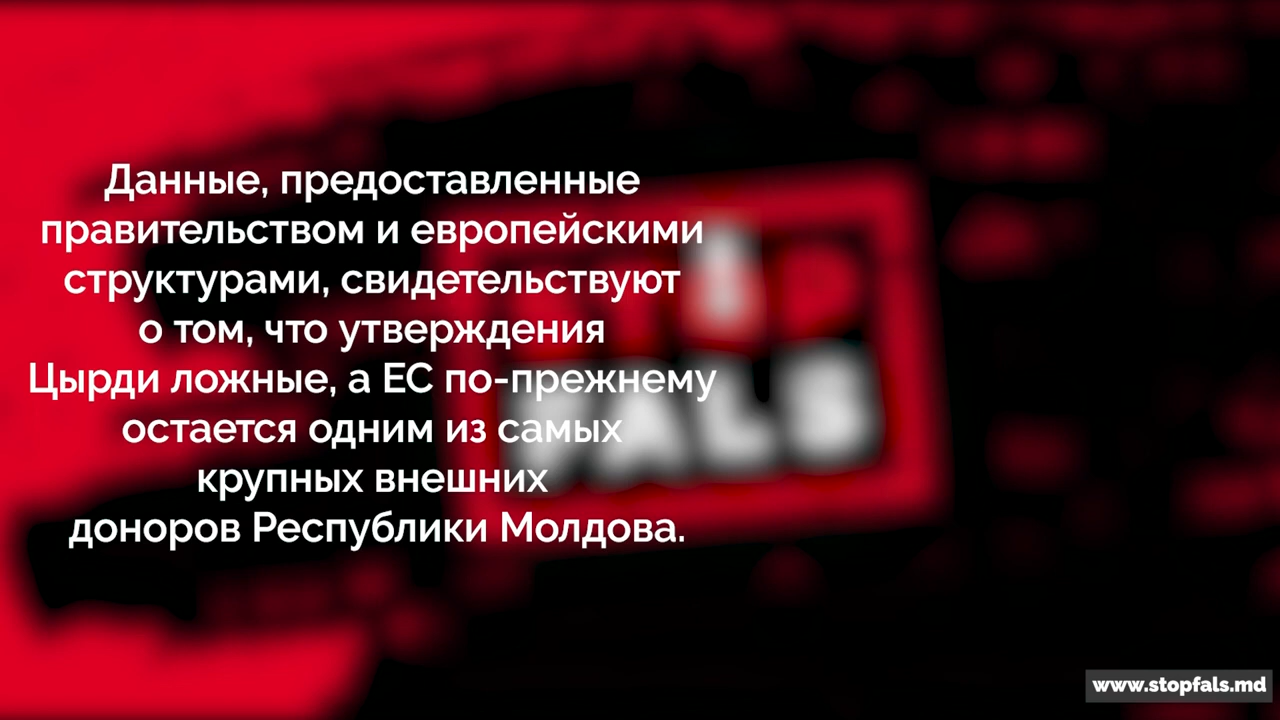 Данные, предоставленные
правительством и европейскими
структурами, свидетельствуют
о том, что утверждения
Цырди ложные, а ЕС по-прежнему
остается одним из самых
крупных внешних
доноров Республики Молдова.
FALS
www.stopfals.md